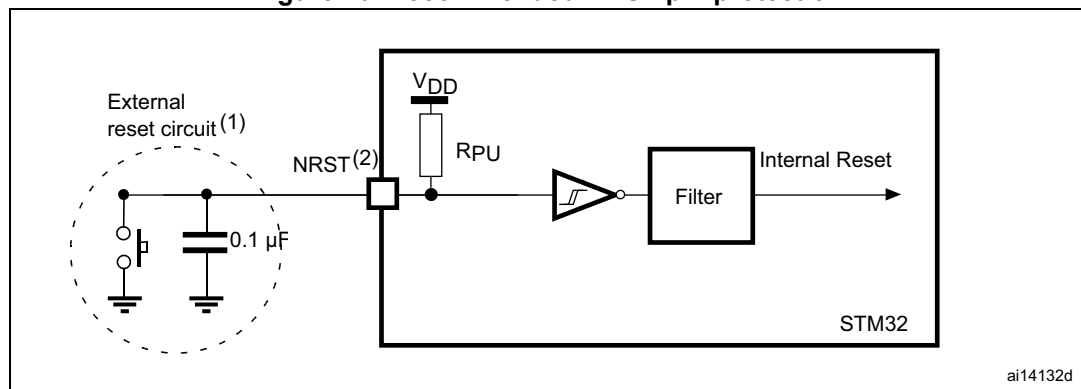 VDD
External
reset circuit(1)
NRST(2)
RPU
Internal Reset
Filter
0.1 µF
STM32
ai14132d